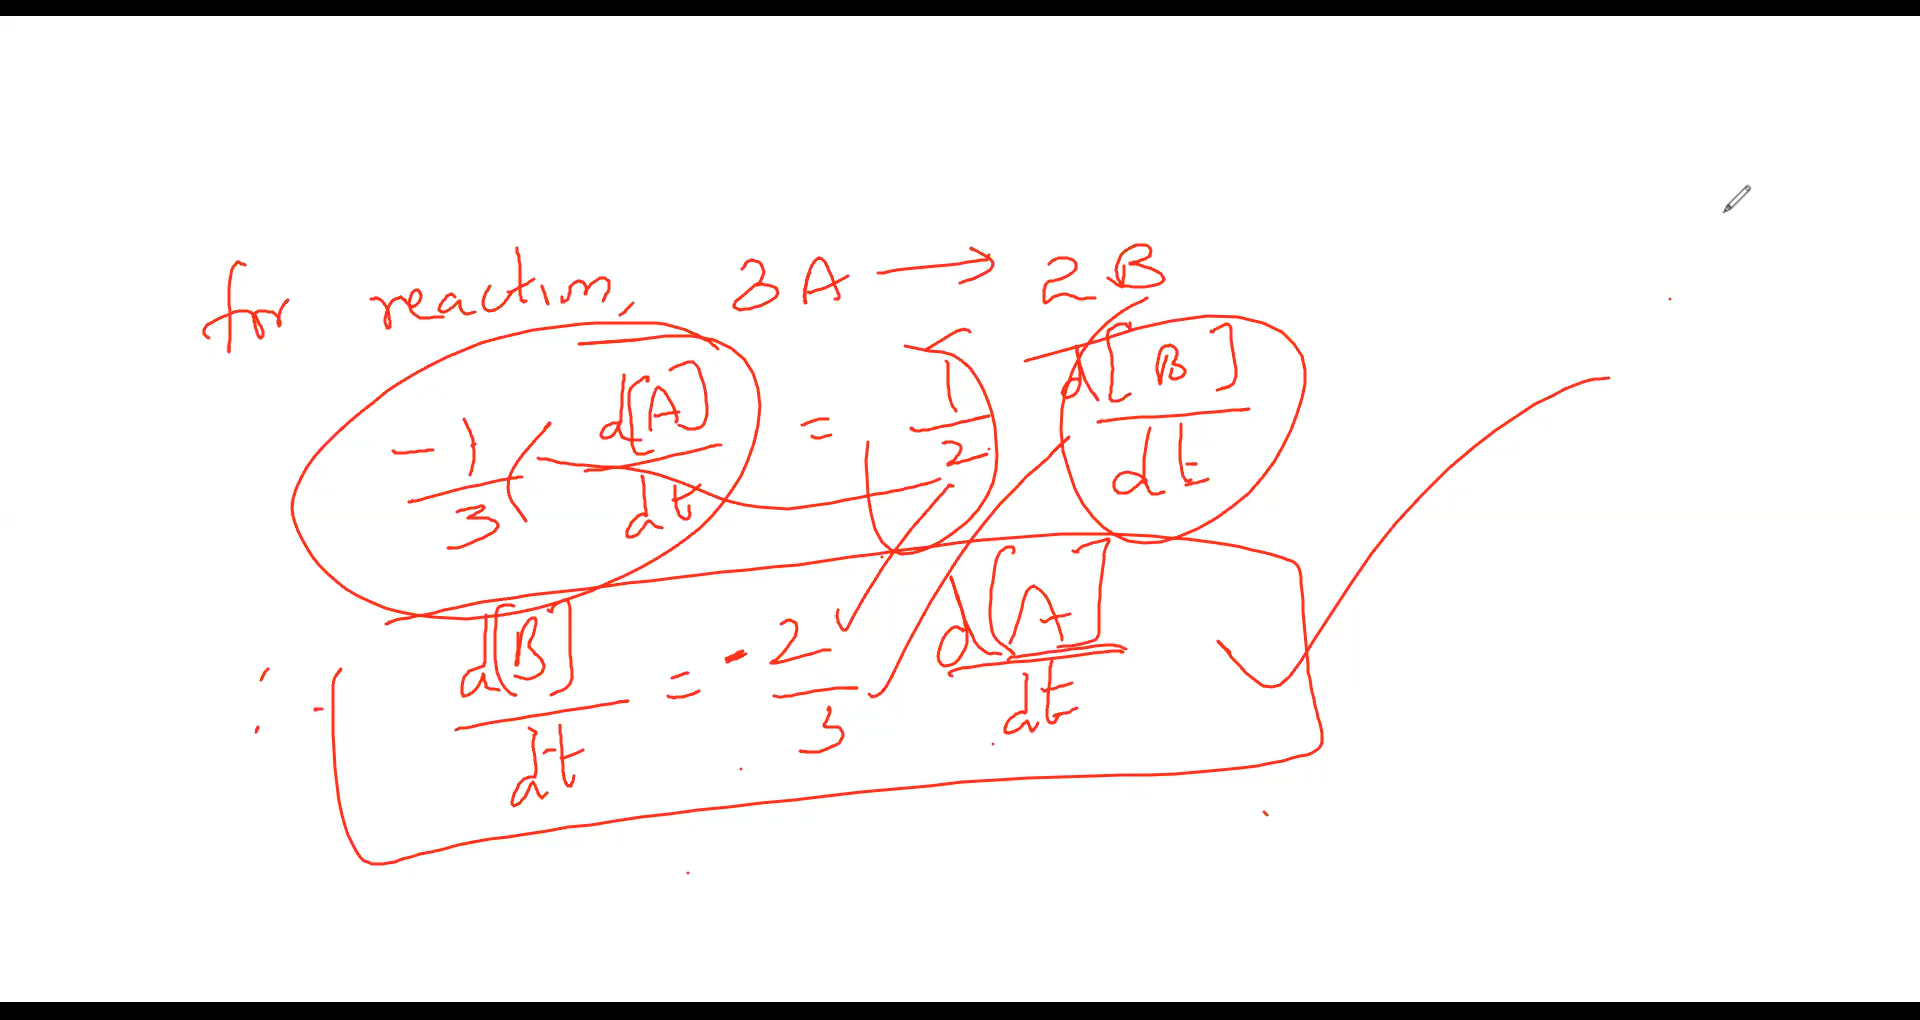 for reaction, 3A → 2B
-1/3 ( d[A]/dt = 1/2 d[B]/dt
∴ d[B]/dt = -2/3 d[A]/dt